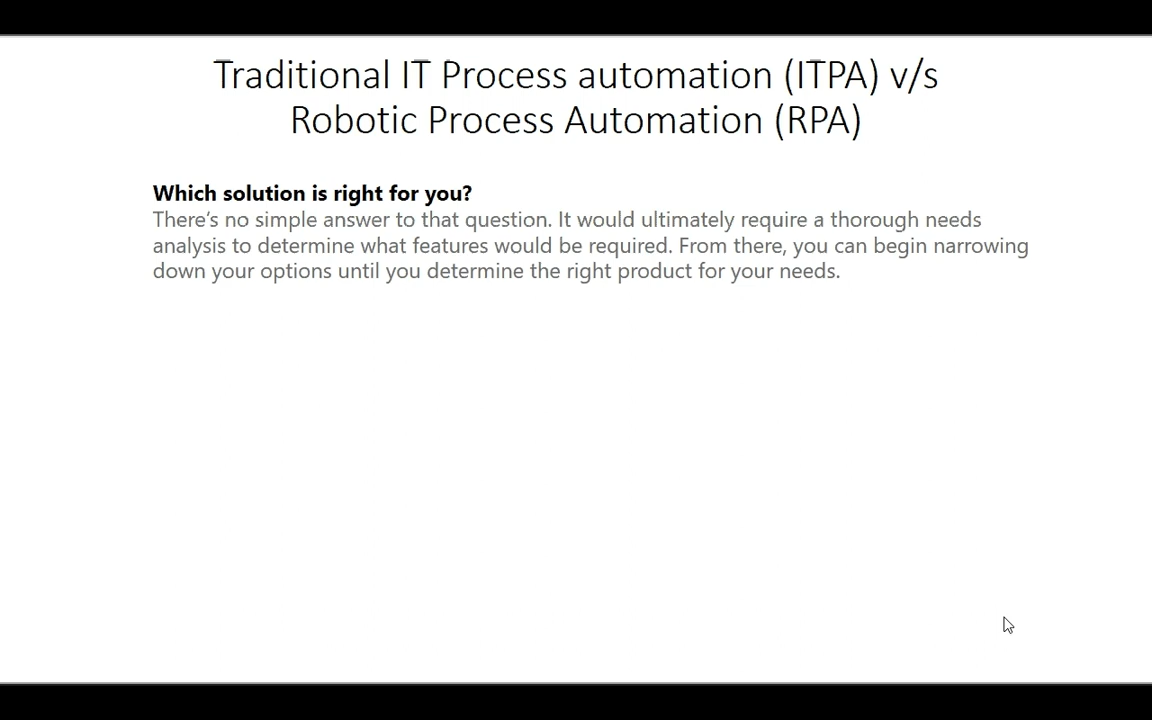 Traditional IT Process automation (ITPA) v/s
Robotic Process Automation (RPA)
Which solution is right for you?
There's no simple answer to that question. It would ultimately require a thorough needs
analysis to determine what features would be required. From there, you can begin narrowing
down your options until you determine the right product for your needs.